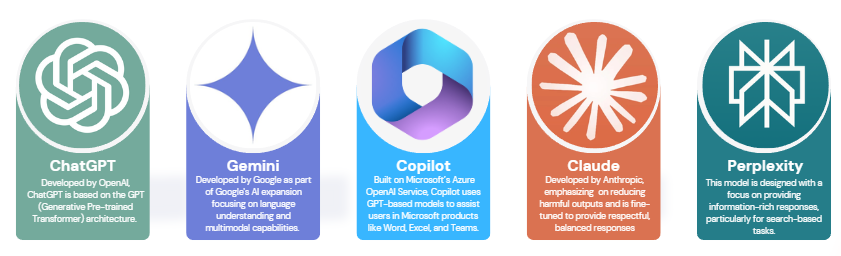 ChatGPT
Developed by OpenAI,
ChatGPT is based on the GPT
(Generative Pre-trained
Transformer) architecture.
Gemini
Developed by Google as part
of Google's AI expansion
focusing on language
understanding and
multimodal capabilities.
Copilot
Built on Microsoft's Azure
OpenAI Service, Copilot uses
GPT-based models to assist
users in Microsoft products
like Word, Excel, and Teams.
Claude
Developed by Anthropic,
emphasizing on reducing
harmful outputs and is fine-
tuned to provide respectful,
balanced responses
Perplexity
This model is designed with a
focus on providing
information-rich responses,
particularly for search-based
tasks.